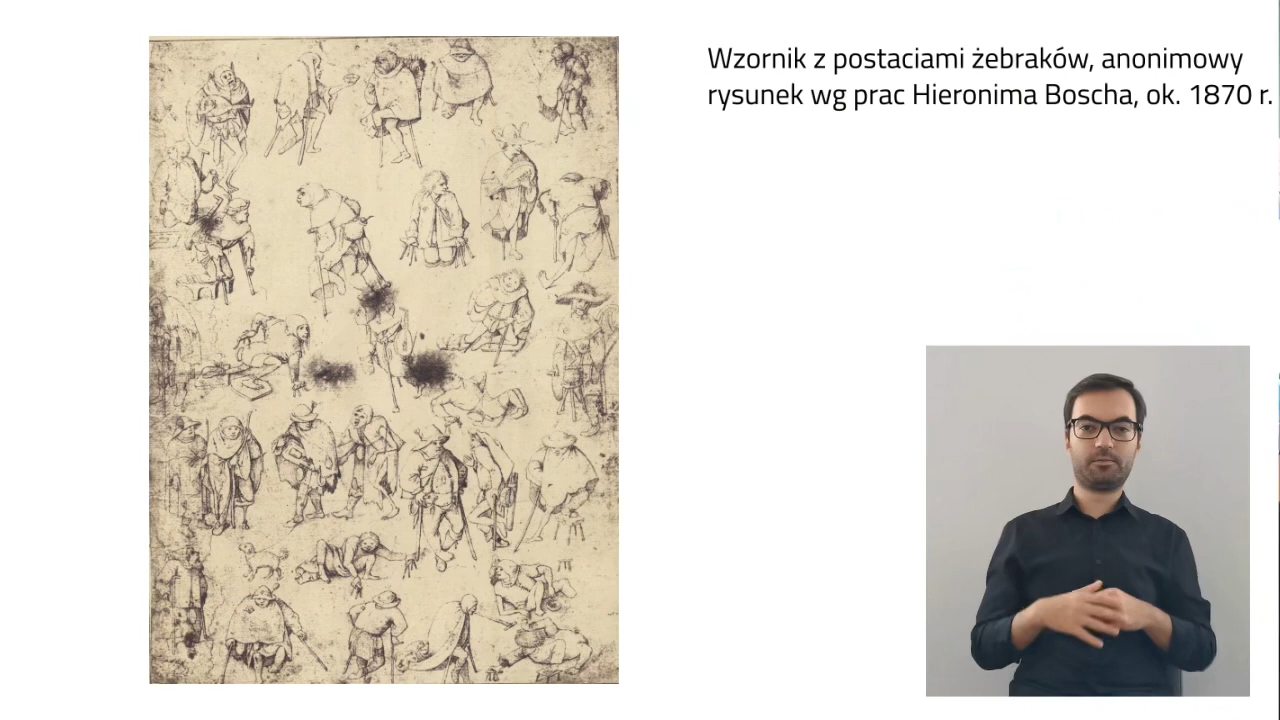 Wzornik z postaciami żebraków, anonimowy
rysunek wg prac Hieronima Boscha, ok. 1870 r.